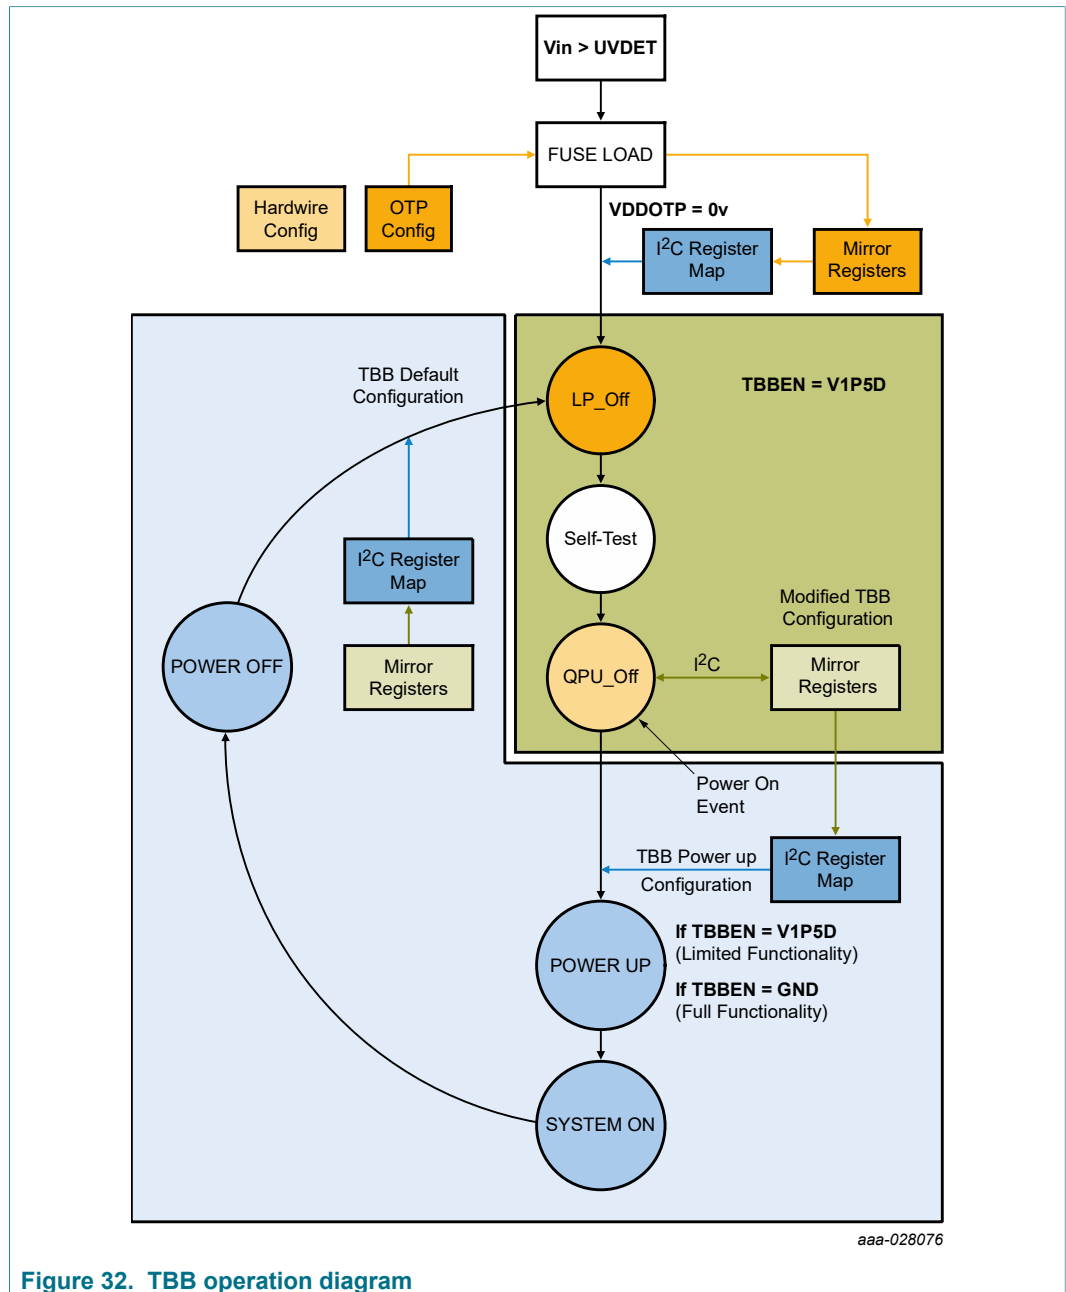 Vin > UVDET
FUSE LOAD
Hardwire
Config
OTP
Config
VDDOTP = 0v
I²C Register
Map
Mirror
Registers
TBB Default
Configuration
LP_Off
TBBEN = V1P5D
Self-Test
I²C Register
Map
Modified TBB
Configuration
POWER OFF
Mirror
Registers
QPU_Off
I²C
Mirror
Registers
Power On
Event
TBB Power up
Configuration
I²C Register
Map
POWER UP
If TBBEN = V1P5D
(Limited Functionality)
If TBBEN = GND
(Full Functionality)
SYSTEM ON
aaa-028076
Figure 32. TBB operation diagram